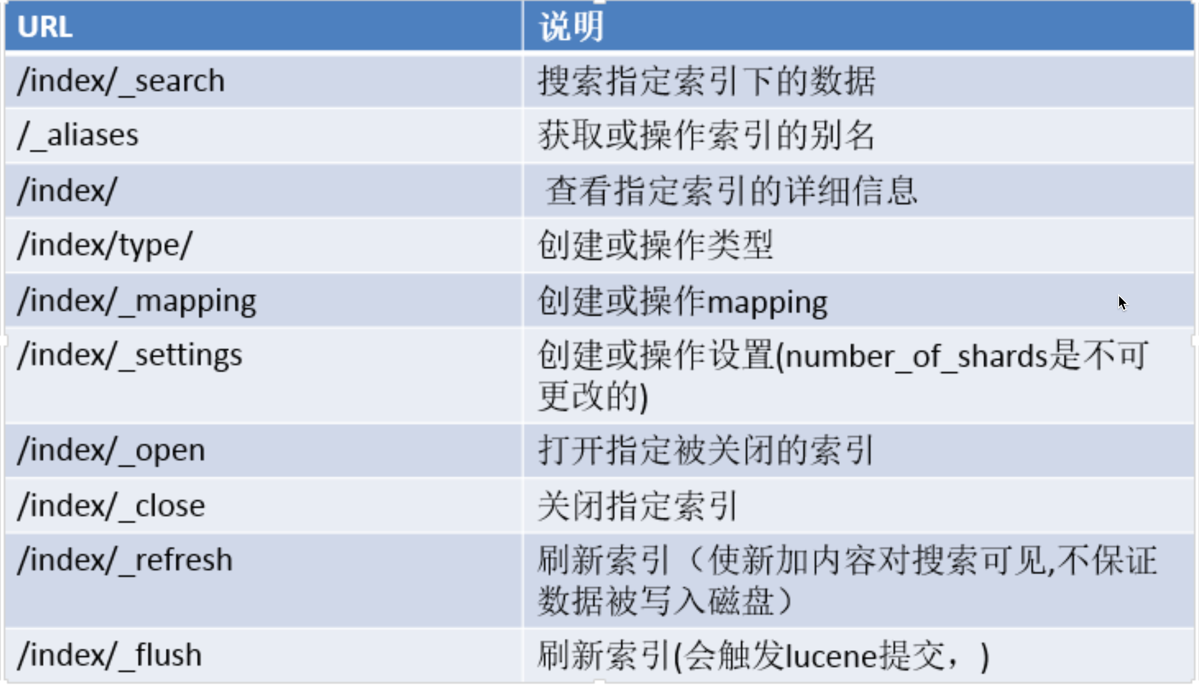 URL 说明
/index/_search 搜索指定索引下的数据
/_aliases 获取或操作索引的别名
/index/ 查看指定索引的详细信息
/index/type/ 创建或操作类型
/index/_mapping 创建或操作mapping
/index/_settings 创建或操作设置(number_of_shards是不可
更改的)
/index/_open 打开指定被关闭的索引
/index/_close 关闭指定索引
/index/_refresh 刷新索引（使新加内容对搜索可见,不保证
数据被写入磁盘）
/index/_flush 刷新索引(会触发lucene提交，)